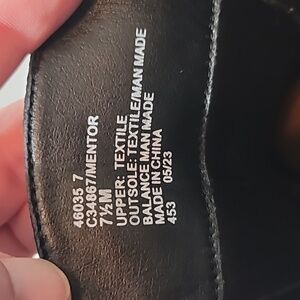 46035 7
C34867/MENTOR
7½M
UPPER: TEXTILE
OUTSOLE: TEXTILE/MAN MADE
BALANCE MAN MADE
MADE IN CHINA
05/23
453